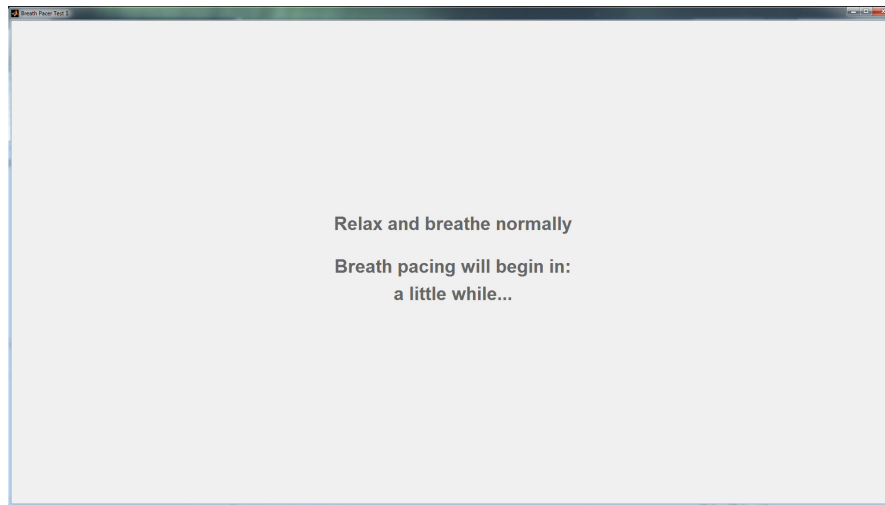 Breath Pacer Test 1
Relax and breathe normally
Breath pacing will begin in:
a little while...